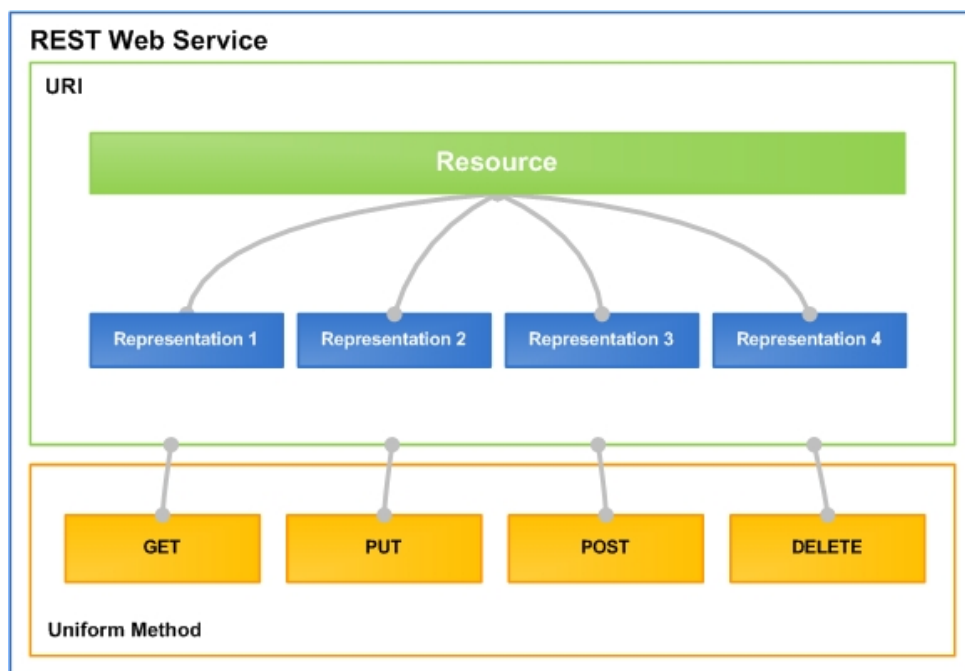 REST Web Service
URI
Resource
Representation 1
Representation 2
Representation 3
Representation 4
GET
PUT
POST
DELETE
Uniform Method